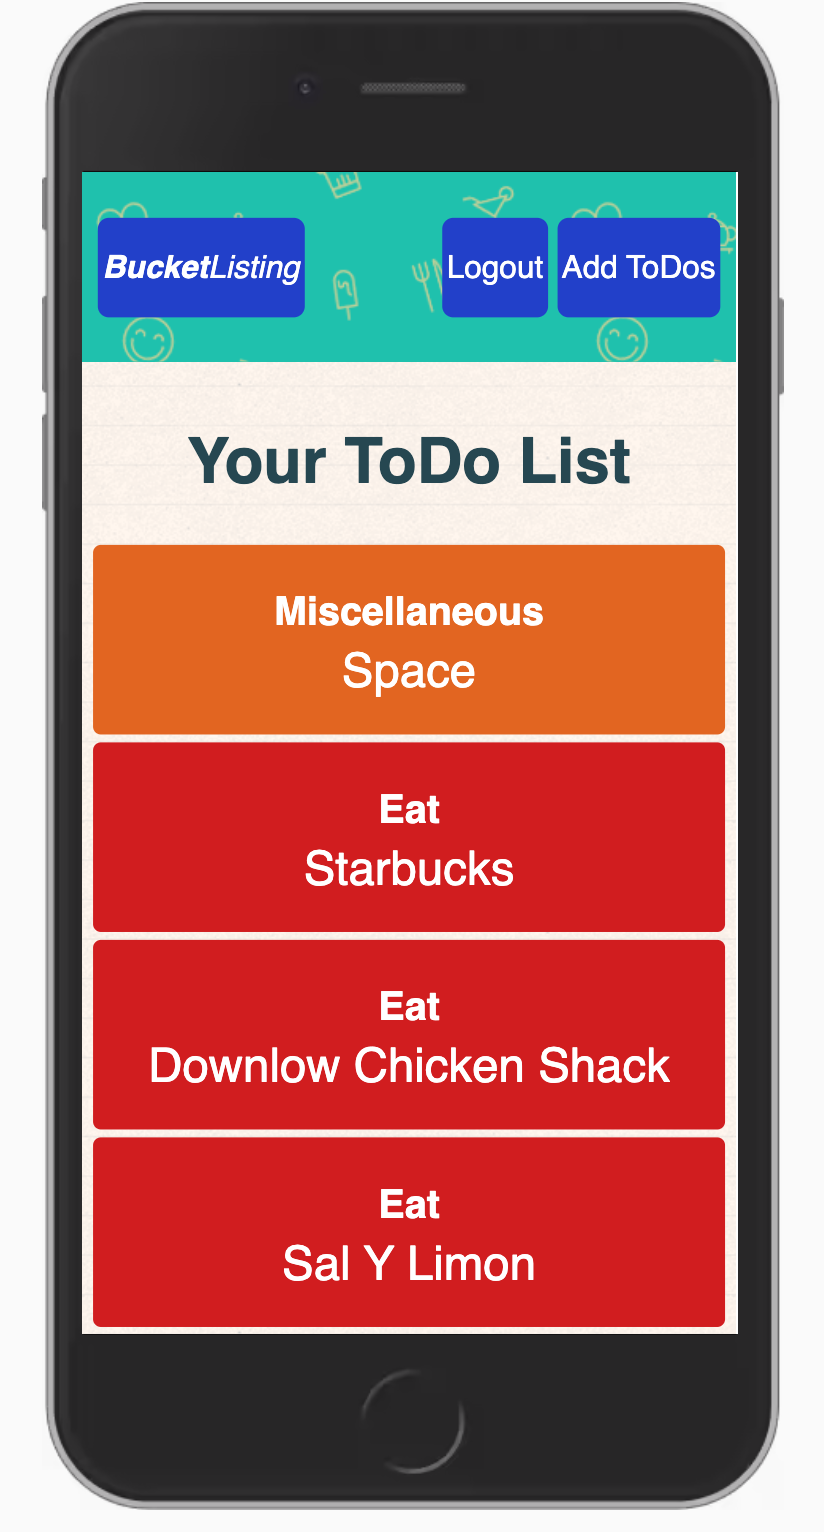 BucketListing
Logout
Add ToDos
Your ToDo List
Miscellaneous
Space
Eat
Starbucks
Eat
Downlow Chicken Shack
Eat
Sal Y Limon